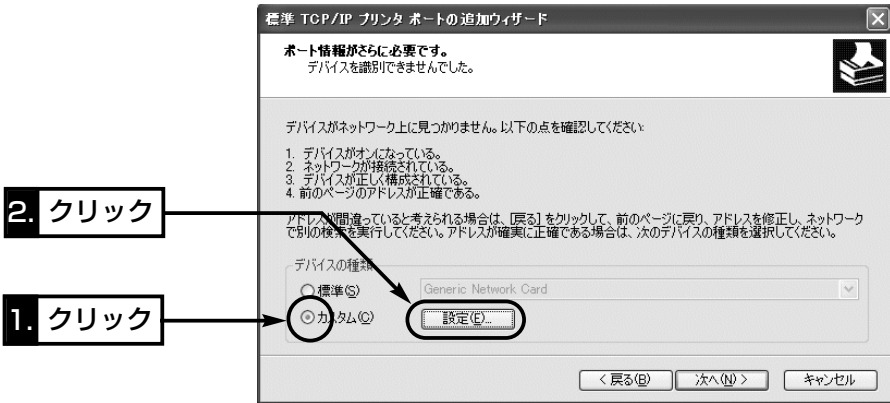 標準 TCP/IP プリンタ ポートの追加ウィザード
ポート情報がさらに必要です。
デバイスを識別できませんでした。
デバイスがネットワーク上に見つかりません。以下の点を確認してください:
1. デバイスがオンになっている。
2. ネットワークが接続されている。
3. デバイスが正しく構成されている。
4. 前のページのアドレスが正確である。
アドレスが間違っていると考えられる場合は、[戻る] をクリックして、前のページに戻り、アドレスを修正し、ネットワーク
で別の検索を実行してください。アドレスが確実に正確である場合は、次のデバイスの種類を選択してください。
デバイスの種類
標準(S)
Generic Network Card
カスタム(C)
設定(E)...
2. クリック
1. クリック
< 戻る(B)
次へ(N) >
キャンセル